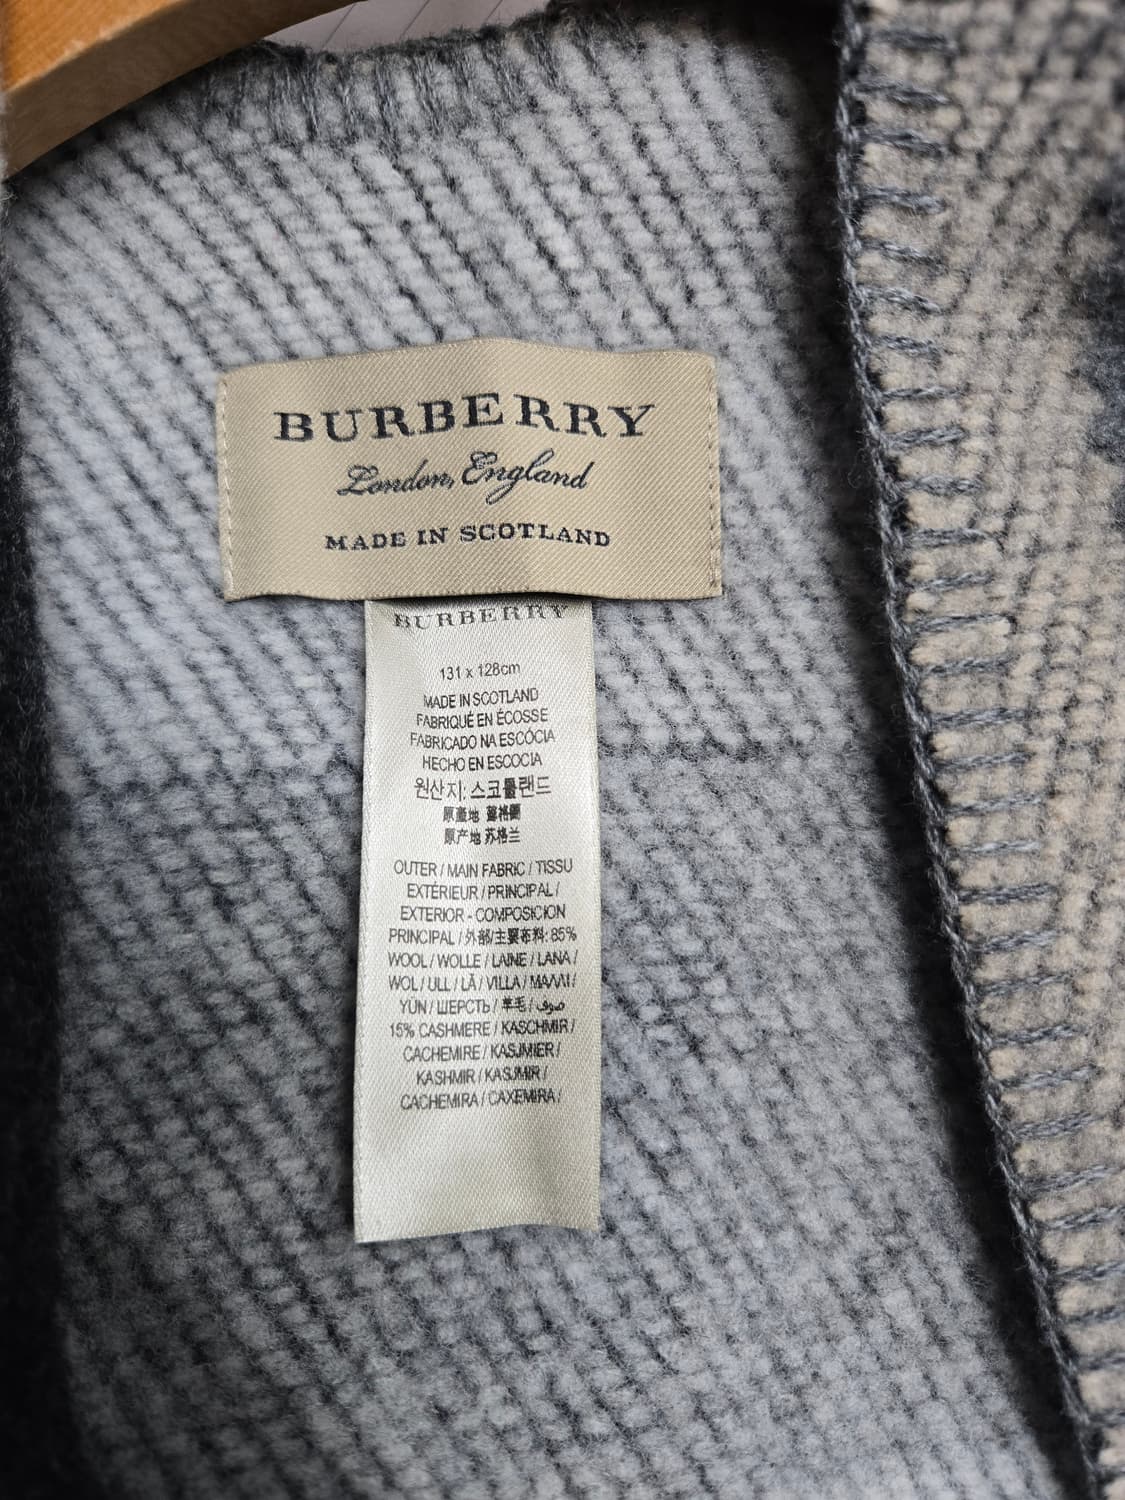 BURBERRY
London, England
MADE IN SCOTLAND
BURBERRY
131 x 128cm
MADE IN SCOTLAND
FABRIQUÉ EN ÉCOSSE
FABRICADO NA ESCÓCIA
HECHO EN ESCOCIA
원산지: 스코틀랜드
原產地 蘇格蘭
原产地 苏格兰
OUTER / MAIN FABRIC / TISSU
EXTÉRIEUR / PRINCIPAL /
EXTERIOR - COMPOSICION
PRINCIPAL / 外部/主要布料: 85%
WOOL / WOLLE / LAINE / LANA /
WOL / ULL / LÃ / VILLA / ΜΑΛΛΙ /
YÜN / ШЕРСТЬ / 羊毛 / صوف /
15% CASHMERE / KASCHMIR /
CACHEMIRE / KASJMIER /
KASHMIR / KASJMIR /
CACHEMIRA / CAXEMIRA /